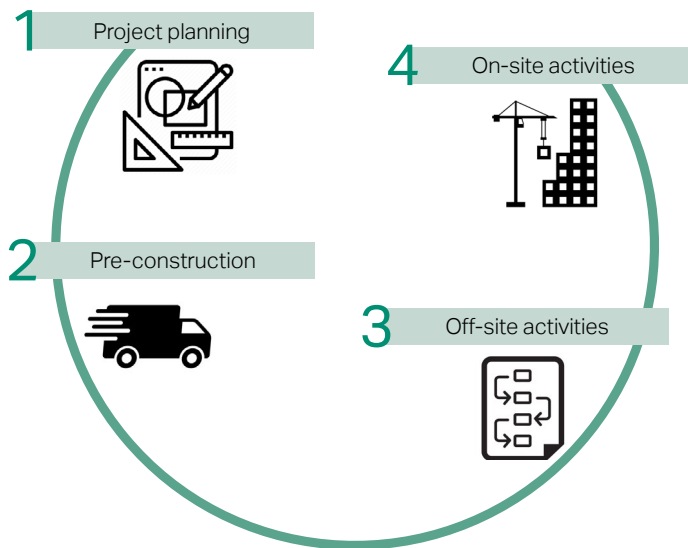 1 Project planning
2 Pre-construction
3 Off-site activities
4 On-site activities